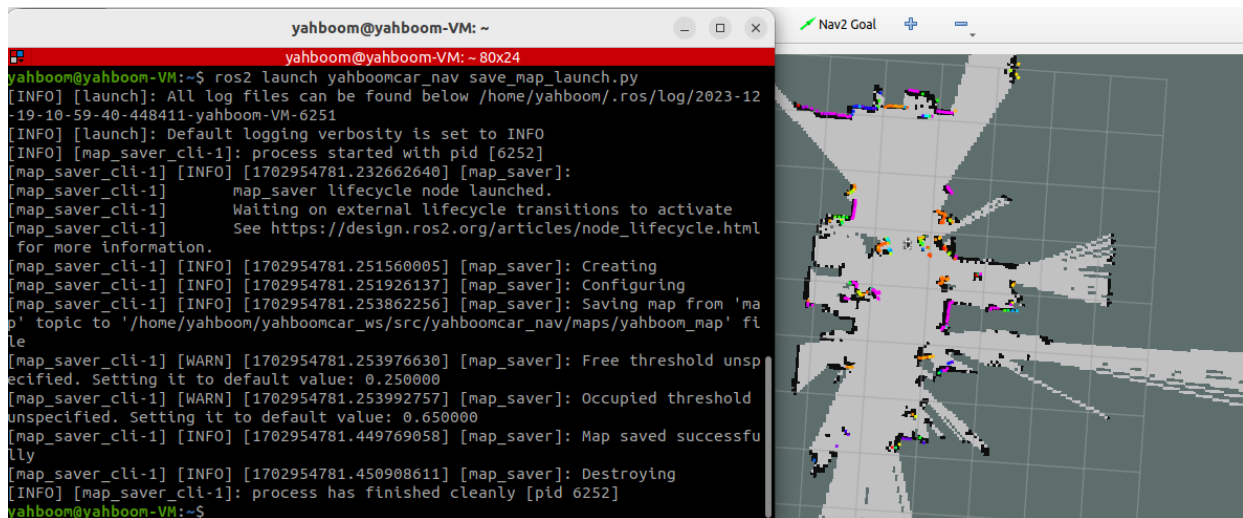 yahboom@yahboom-VM: ~
yahboom@yahboom-VM: ~ 80x24
yahboom@yahboom-VM:~$ ros2 launch yahboomcar_nav save_map_launch.py
[INFO] [launch]: All log files can be found below /home/yahboom/.ros/log/2023-12
-19-10-59-40-448411-yahboom-VM-6251
[INFO] [launch]: Default logging verbosity is set to INFO
[INFO] [map_saver_cli-1]: process started with pid [6252]
[map_saver_cli-1] [INFO] [1702954781.232662640] [map_saver]:
[map_saver_cli-1]       map_saver lifecycle node launched.
[map_saver_cli-1]       Waiting on external lifecycle transitions to activate
[map_saver_cli-1]       See https://design.ros2.org/articles/node_lifecycle.html
 for more information.
[map_saver_cli-1] [INFO] [1702954781.251560005] [map_saver]: Creating
[map_saver_cli-1] [INFO] [1702954781.251926137] [map_saver]: Configuring
[map_saver_cli-1] [INFO] [1702954781.253862256] [map_saver]: Saving map from 'ma
p' topic to '/home/yahboom/yahboomcar_ws/src/yahboomcar_nav/maps/yahboom_map' fi
le
[map_saver_cli-1] [WARN] [1702954781.253976630] [map_saver]: Free threshold unsp
ecified. Setting it to default value: 0.250000
[map_saver_cli-1] [WARN] [1702954781.253992757] [map_saver]: Occupied threshold
unspecified. Setting it to default value: 0.650000
[map_saver_cli-1] [INFO] [1702954781.449769058] [map_saver]: Map saved successfu
lly
[map_saver_cli-1] [INFO] [1702954781.450908611] [map_saver]: Destroying
[INFO] [map_saver_cli-1]: process has finished cleanly [pid 6252]
yahboom@yahboom-VM:~$
Nav2 Goal